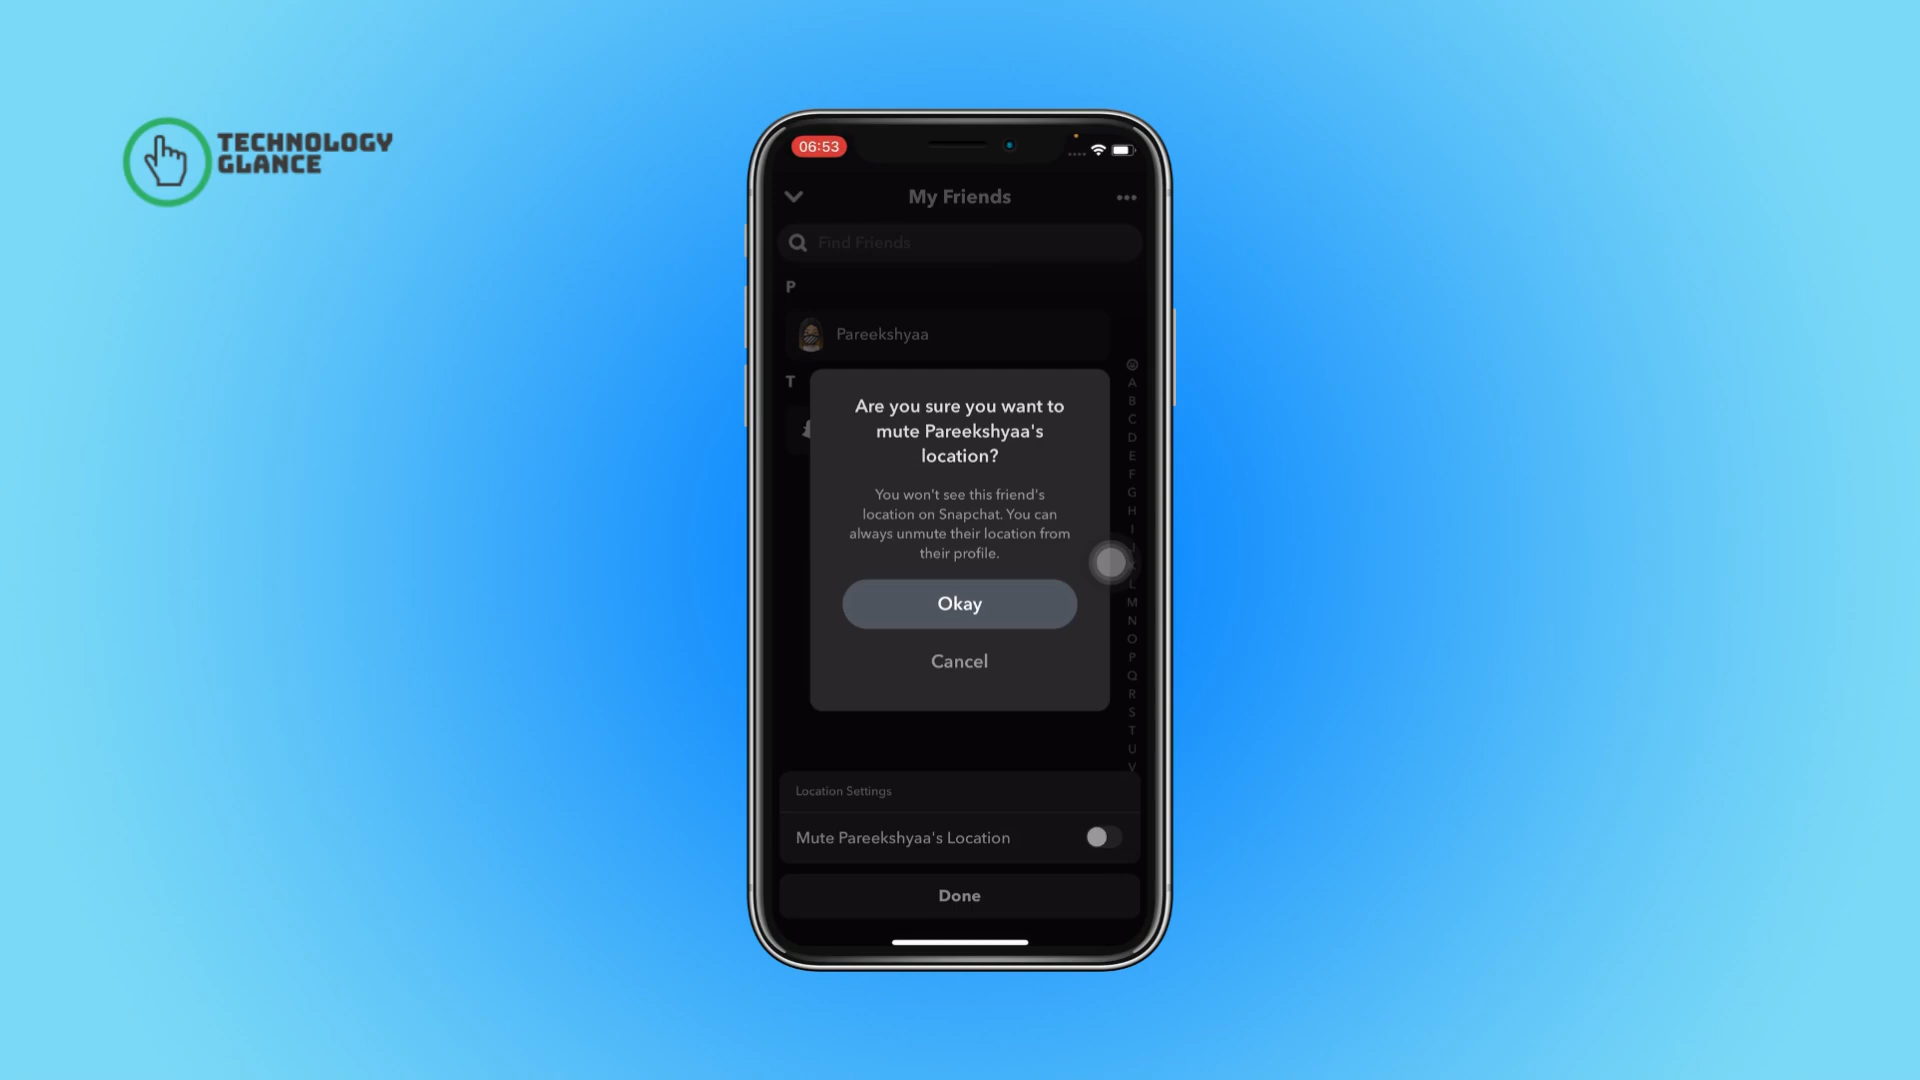 TECHNOLOGY
GLANCE
06:53
My Friends
Find Friends
P
Pareekshyaa
T
Are you sure you want to
mute Pareekshyaa's
location?
You won't see this friend's
location on Snapchat. You can
always unmute their location from
their profile.
Okay
Cancel
A
B
C
D
E
F
G
H
I
L
M
N
O
P
Q
R
S
T
U
V
Location Settings
Mute Pareekshyaa's Location
Done